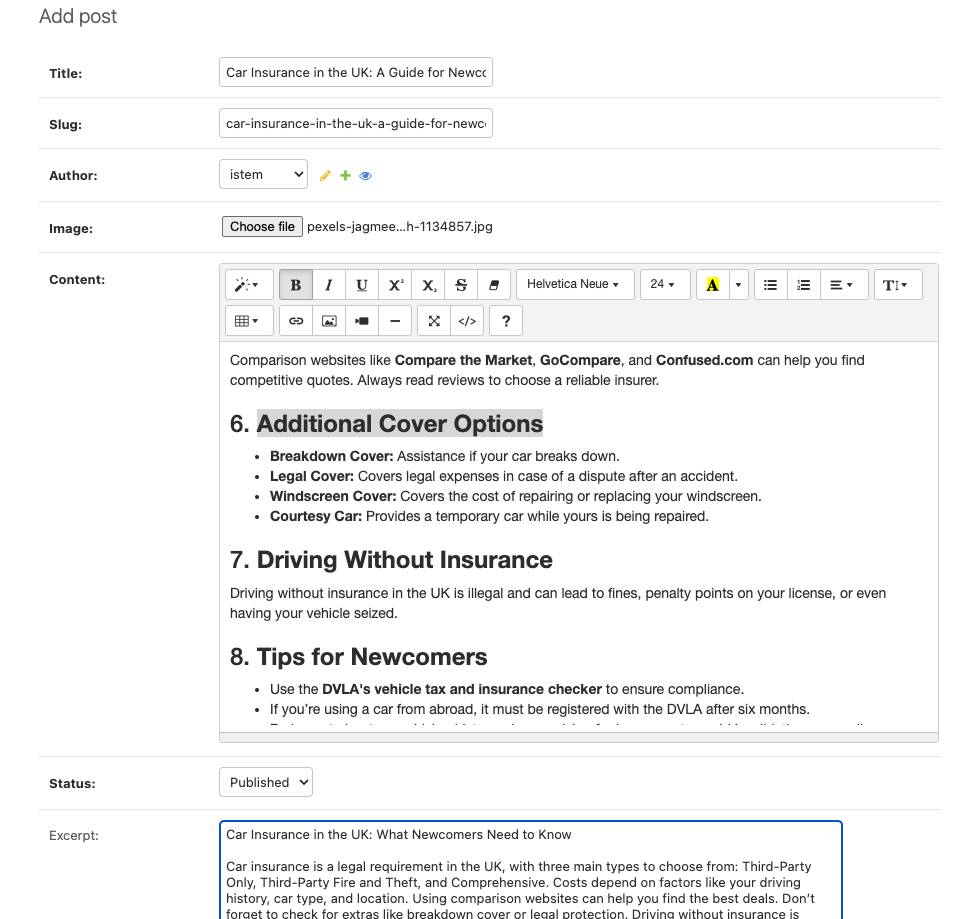 Add post
Title:
Car Insurance in the UK: A Guide for Newc
Slug:
car-insurance-in-the-uk-a-guide-for-newc
Author:
istem
Image:
Choose file pexels-jagmee...h-1134857.jpg
Content:
B I U X² X₂ S Helvetica Neue 24 A TI
</> ?
Comparison websites like Compare the Market, GoCompare, and Confused.com can help you find
competitive quotes. Always read reviews to choose a reliable insurer.
6. Additional Cover Options
• Breakdown Cover: Assistance if your car breaks down.
• Legal Cover: Covers legal expenses in case of a dispute after an accident.
• Windscreen Cover: Covers the cost of repairing or replacing your windscreen.
• Courtesy Car: Provides a temporary car while yours is being repaired.
7. Driving Without Insurance
Driving without insurance in the UK is illegal and can lead to fines, penalty points on your license, or even
having your vehicle seized.
8. Tips for Newcomers
• Use the DVLA's vehicle tax and insurance checker to ensure compliance.
• If you're using a car from abroad, it must be registered with the DVLA after six months.
Status:
Published
Excerpt:
Car Insurance in the UK: What Newcomers Need to Know
Car insurance is a legal requirement in the UK, with three main types to choose from: Third-Party
Only, Third-Party Fire and Theft, and Comprehensive. Costs depend on factors like your driving
history, car type, and location. Using comparison websites can help you find the best deals. Don't
forget to check for extras like breakdown cover or legal protection. Driving without insurance is